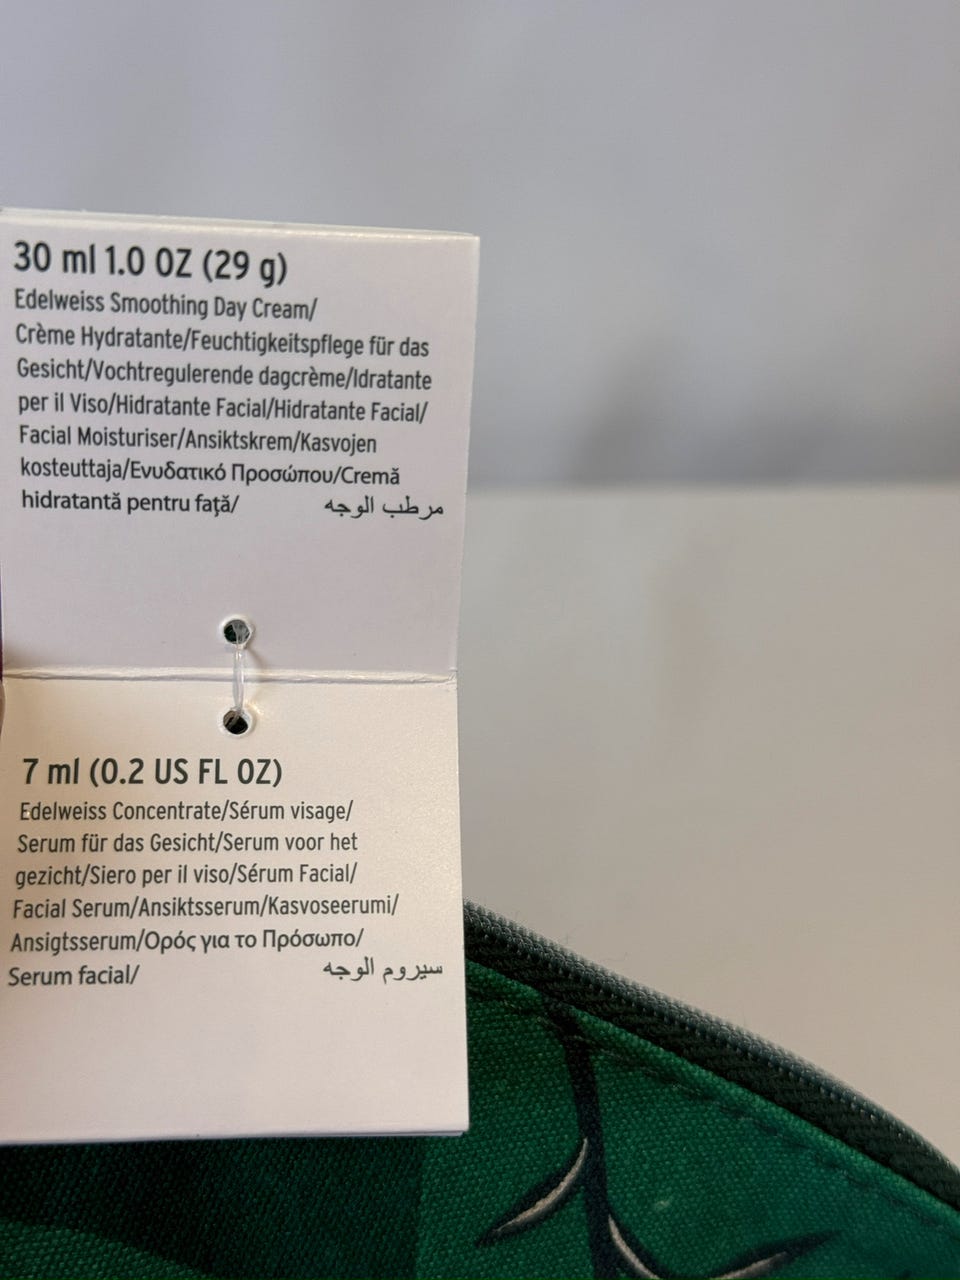 30 ml 1.0 OZ (29 g)
Edelweiss Smoothing Day Cream/
Crème Hydratante/Feuchtigkeitspflege für das
Gesicht/Vochtregulerende dagcrème/Idratante
per il Viso/Hidratante Facial/Hidratante Facial/
Facial Moisturiser/Ansiktskrem/Kasvojen
kosteuttaja/Ενυδατικό Προσώπου/Cremă
hidratantă pentru față/ مرطب الوجه
7 ml (0.2 US FL OZ)
Edelweiss Concentrate/Sérum visage/
Serum für das Gesicht/Serum voor het
gezicht/Siero per il viso/Sérum Facial/
Facial Serum/Ansiktsserum/Kasvoseerumi/
Ansigtsserum/Ορός για το Πρόσωπο/
Serum facial/ سيروم الوجه